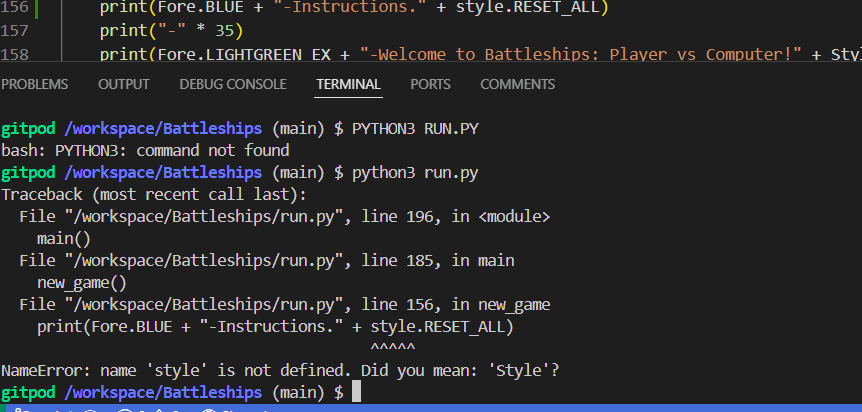 156 print(Fore.BLUE + "-Instructions." + style.RESET_ALL)
157 print("-" * 35)
158 print(Fore.LIGHTGREEN_EX + "-Welcome to Battleships: Player vs Computer!" + Sty
PROBLEMS OUTPUT DEBUG CONSOLE TERMINAL PORTS COMMENTS
gitpod /workspace/Battleships (main) $ PYTHON3 RUN.PY
bash: PYTHON3: command not found
gitpod /workspace/Battleships (main) $ python3 run.py
Traceback (most recent call last):
File "/workspace/Battleships/run.py", line 196, in <module>
main()
File "/workspace/Battleships/run.py", line 185, in main
new_game()
File "/workspace/Battleships/run.py", line 156, in new_game
print(Fore.BLUE + "-Instructions." + style.RESET_ALL)
^^^^^
NameError: name 'style' is not defined. Did you mean: 'Style'?
gitpod /workspace/Battleships (main) $